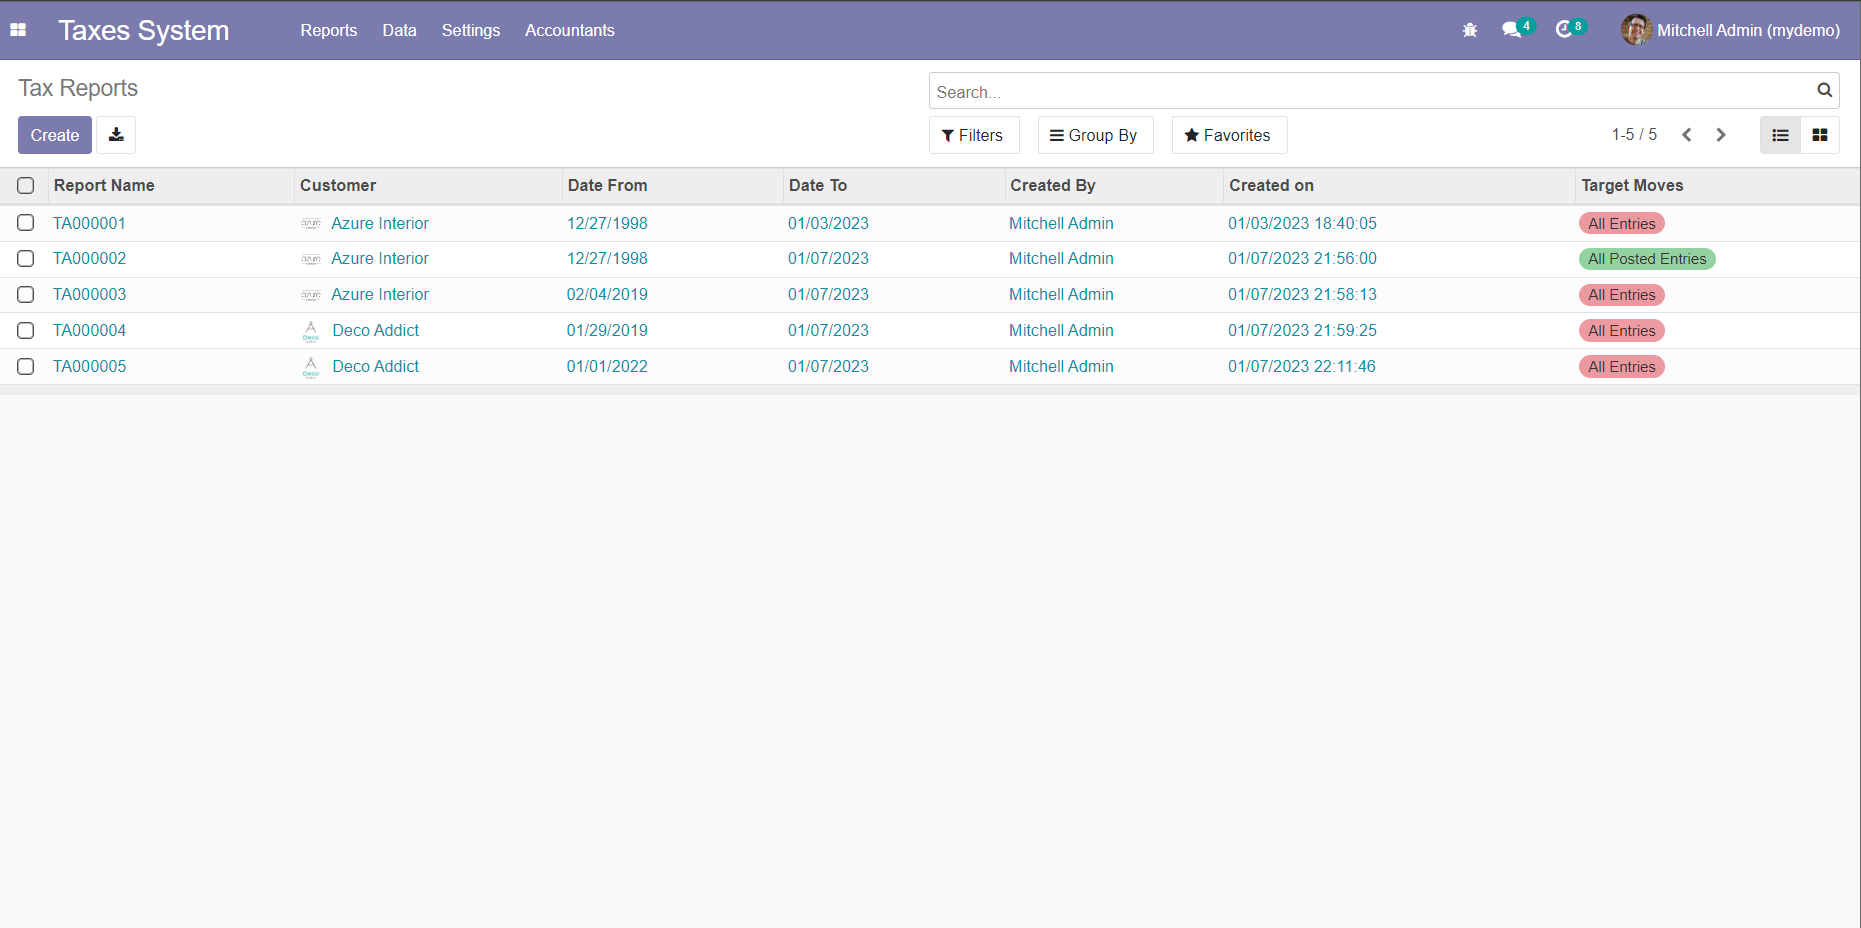 Taxes System Reports Data Settings Accountants 4 8 Mitchell Admin (mydemo)
Tax Reports Search...
Create Filters Group By Favorites 1-5 / 5
Report Name Customer Date From Date To Created By Created on Target Moves
TA000001 azure Azure Interior 12/27/1998 01/03/2023 Mitchell Admin 01/03/2023 18:40:05 All Entries
TA000002 azure Azure Interior 12/27/1998 01/07/2023 Mitchell Admin 01/07/2023 21:56:00 All Posted Entries
TA000003 azure Azure Interior 02/04/2019 01/07/2023 Mitchell Admin 01/07/2023 21:58:13 All Entries
TA000004 Deco Deco Addict 01/29/2019 01/07/2023 Mitchell Admin 01/07/2023 21:59:25 All Entries
TA000005 Deco Deco Addict 01/01/2022 01/07/2023 Mitchell Admin 01/07/2023 22:11:46 All Entries